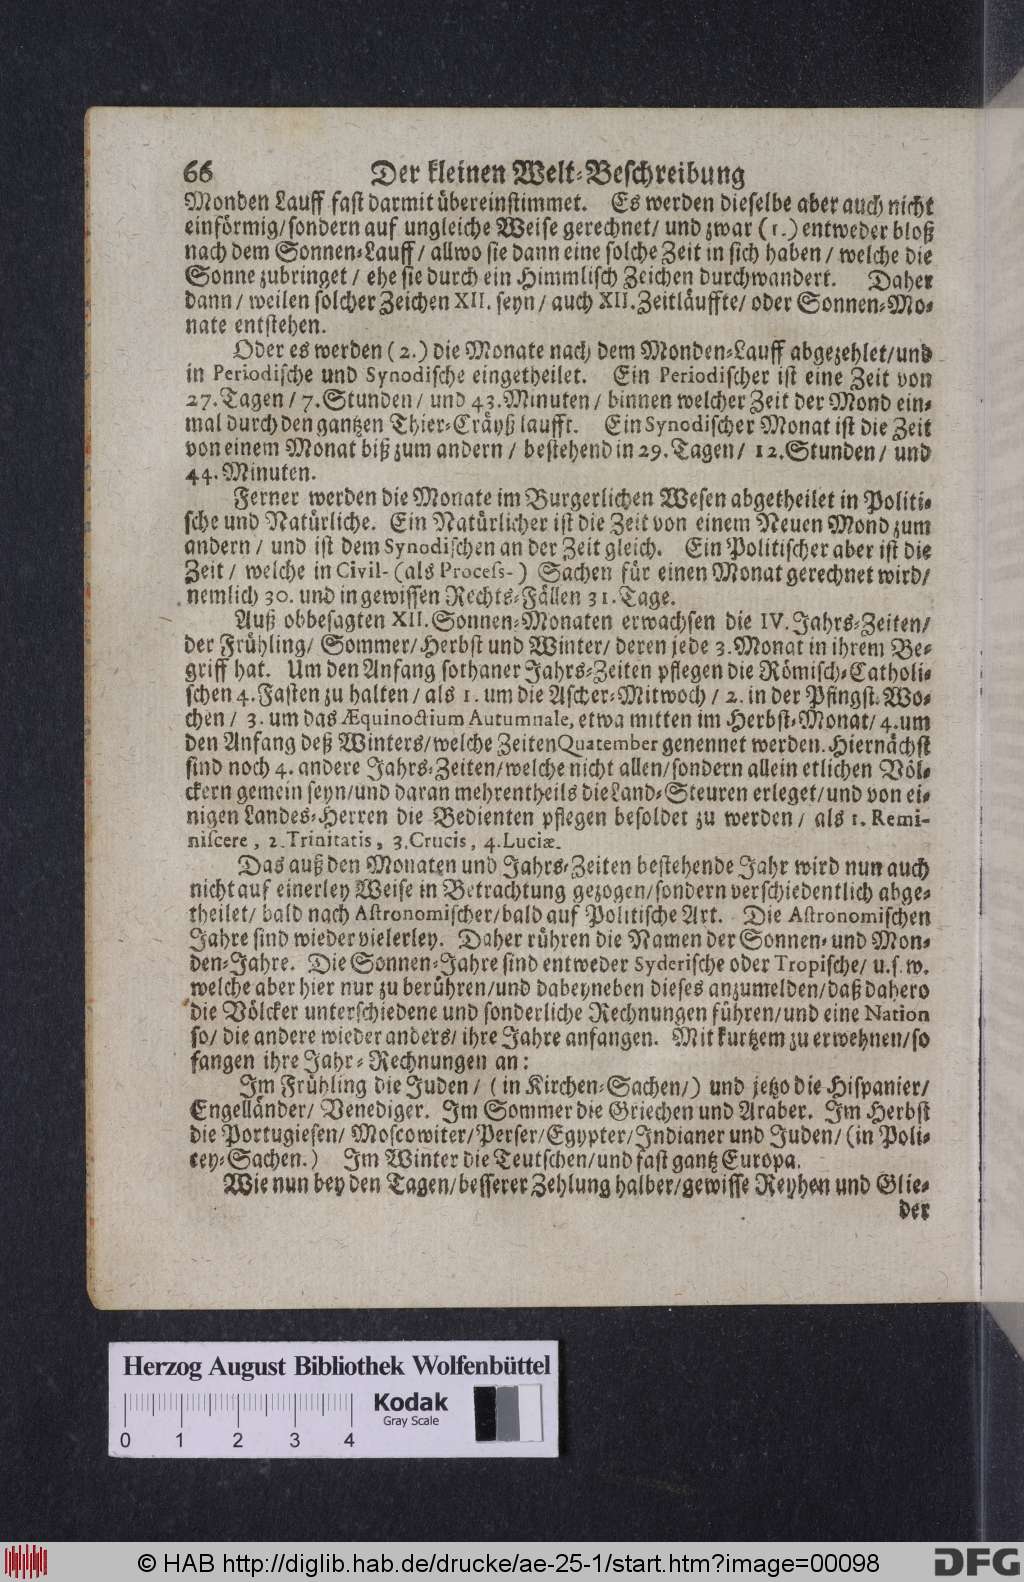 66 Der kleinen Welt-Beschreibung
Monden Lauff fast darmit übereinstimmet. Es werden dieselbe aber auch nicht
einförmig/ sondern auf ungleiche Weise gerechnet/ und zwar (1.) entweder bloß
nach dem Sonnen-Lauff/ allwo sie dann eine solche Zeit in sich haben/ welche die
Sonne zubringet/ ehe sie durch ein Himmlisch Zeichen durchwandert. Daher
dann/ weilen solcher Zeichen XII. seyn/ auch XII. Zeitläuffte/ oder Sonnen-Mo-
nate entstehen.
Oder es werden (2.) die Monate nach dem Monden-Lauff abgezehlet/ und
in Periodische und Synodische eingetheilet. Ein Periodischer ist eine Zeit von
27. Tagen/ 7. Stunden/ und 43. Minuten/ binnen welcher Zeit der Mond ein-
mal durch den gantzen Thier-Cräyß laufft. Ein Synodischer Monat ist die Zeit
von einem Monat biß zum andern/ bestehend in 29. Tagen/ 12. Stunden/ und
44. Minuten.
Ferner werden die Monate im Burgerlichen Wesen abgetheilet in Politi-
sche und Natürliche. Ein Natürlicher ist die Zeit von einem Neuen Mond zum
andern/ und ist dem Synodischen an der Zeit gleich. Ein Politischer aber ist die
Zeit/ welche in Civil- (als Process-) Sachen für einen Monat gerechnet wird/
nemlich 30. und in gewissen Rechts-Fällen 31. Tage.
Auß obbesagten XII. Sonnen-Monaten erwachsen die IV. Jahrs-Zeiten/
der Frühling/ Sommer/ Herbst und Winter/ deren jede 3. Monat in ihrem Be-
griff hat. Um den Anfang sothaner Jahrs-Zeiten pflegen die Römisch-Catholi-
schen 4. Fasten zu halten/ als 1. um die Ascher-Mitwoch/ 2. in der Pfingst-Wo-
chen/ 3. um das Æquinoctium Autumnale, etwa mitten im Herbst-Monat/ 4. um
den Anfang deß Winters/ welche Zeiten Quatember genennet werden. Hiernächst
sind noch 4. andere Jahrs-Zeiten/ welche nicht allen/ sondern allein etlichen Völ-
ckern gemein seyn/ und daran mehrentheils die Land-Steuren erleget/ und von ei-
nigen Landes-Herren die Bedienten pflegen besoldet zu werden/ als 1. Remi-
niscere, 2. Trinitatis, 3. Crucis, 4. Luciæ.
Das auß den Monaten und Jahrs-Zeiten bestehende Jahr wird nun auch
nicht auf einerley Weise in Betrachtung gezogen/ sondern verschiedentlich abge-
theilet/ bald nach Astronomischer/ bald auf Politische Art. Die Astronomischen
Jahre sind wieder vielerley. Daher rühren die Namen der Sonnen- und Mon-
den-Jahre. Die Sonnen-Jahre sind entweder Syderische oder Tropische/ u.s.w.
welche aber hier nur zu berühren/ und dabeyneben dieses anzumelden/ daß dahero
die Völcker unterschiedene und sonderliche Rechnungen führen/ und eine Nation
so/ die andere wieder anders/ ihre Jahre anfangen. Mit kurtzem zu erwehnen/ so
fangen ihre Jahr-Rechnungen an:
Im Frühling die Juden/ (in Kirchen-Sachen/) und jetzo die Hispanier/
Engelländer/ Venediger. Im Sommer die Griechen und Araber. Im Herbst
die Portugiesen/ Moscowiter/ Perser/ Egypter/ Indianer und Juden/ (in Poli-
cey-Sachen.) Im Winter die Teutschen/ und fast gantz Europa.
Wie nun bey den Tagen/ besserer Zehlung halber/ gewisse Reyhen und Glie-
der
Herzog August Bibliothek Wolfenbüttel
Kodak
Gray Scale
0 1 2 3 4
© HAB http://diglib.hab.de/drucke/ae-25-1/start.htm?image=00098
DFG